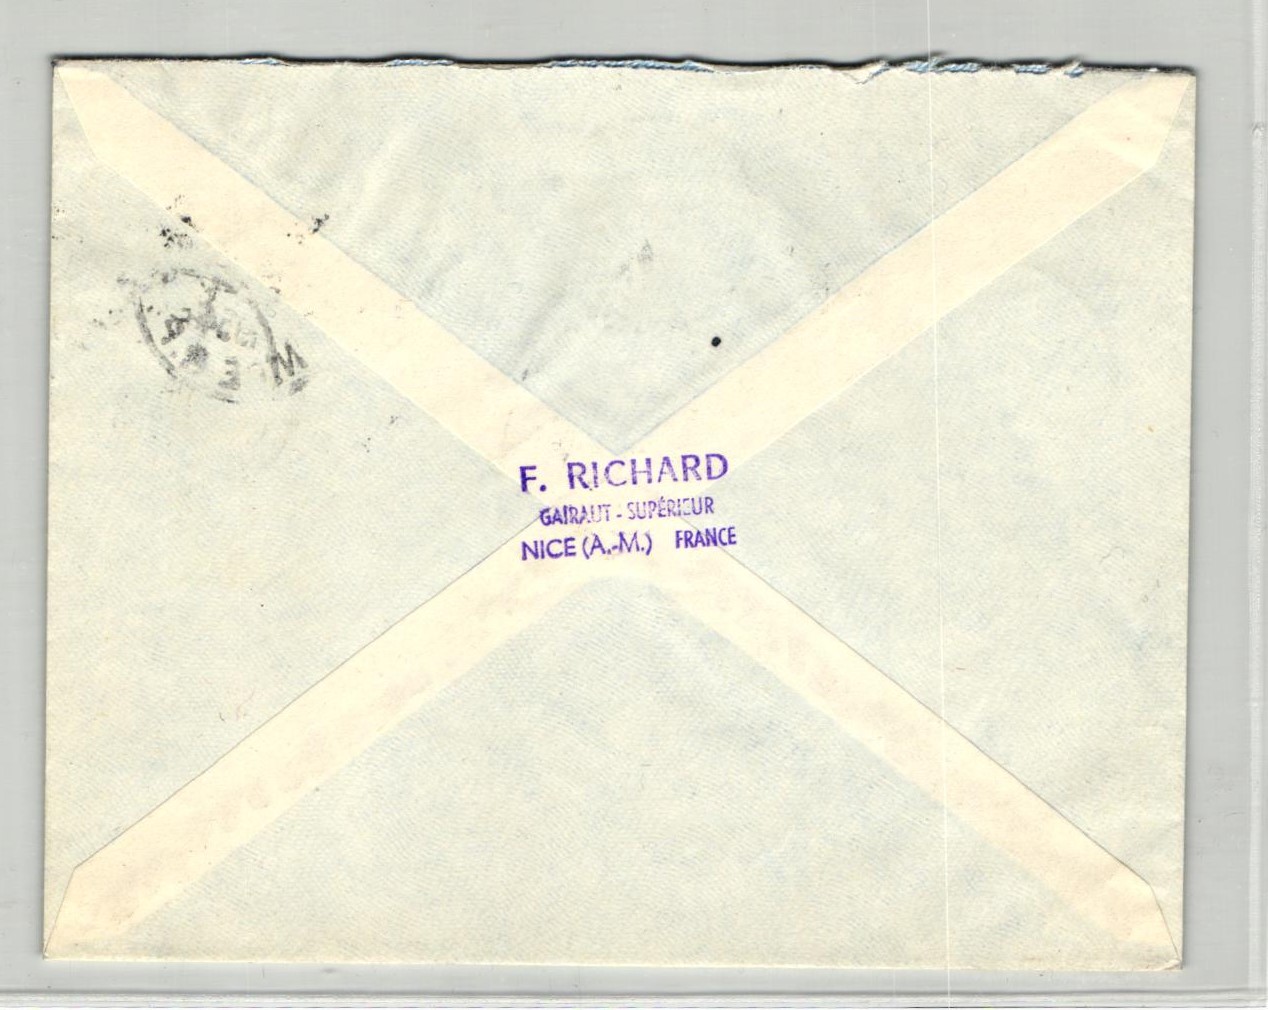 F. RICHARD
GAIRAUT - SUPÉRIEUR
NICE (A.-M.) FRANCE